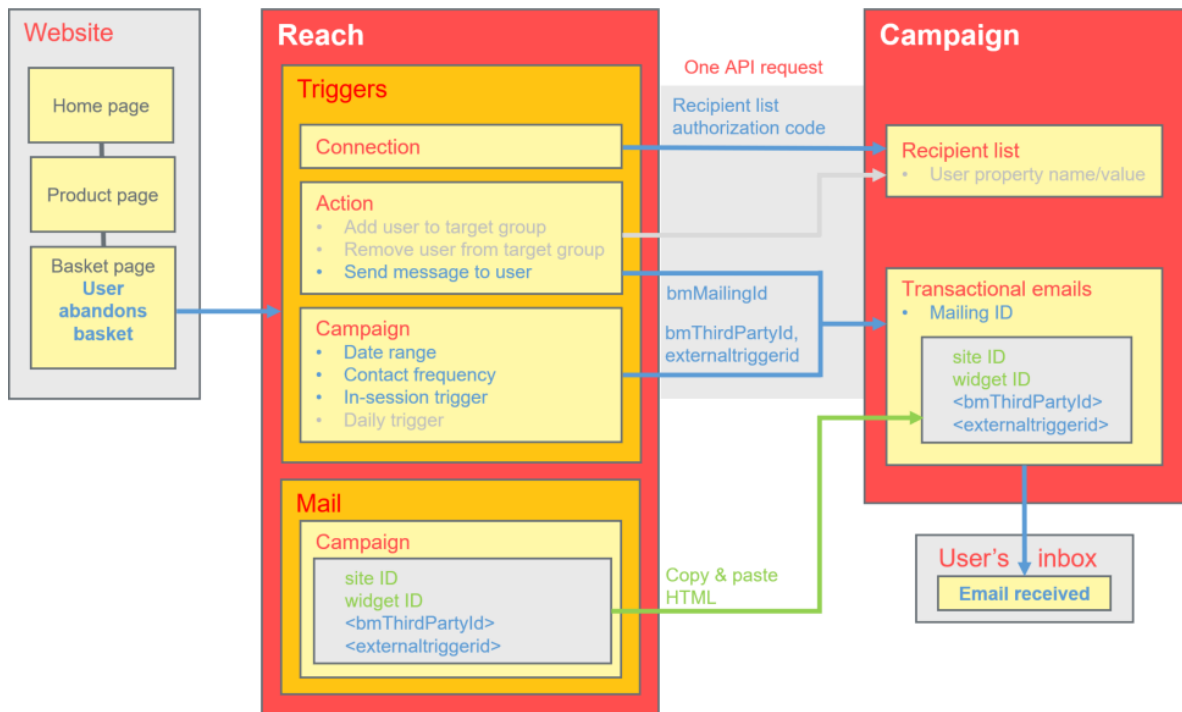 Website
Home page
Product page
Basket page
User
abandons
basket
Reach
Triggers
Connection
Action
• Add user to target group
• Remove user from target group
• Send message to user
Campaign
• Date range
• Contact frequency
• In-session trigger
• Daily trigger
Mail
Campaign
site ID
widget ID
<bmThirdPartyId>
<externaltriggerid>
One API request
Recipient list
authorization code
bmMailingId
bmThirdPartyId,
externaltriggerid
Copy & paste
HTML
Campaign
Recipient list
• User property name/value
Transactional emails
• Mailing ID
site ID
widget ID
<bmThirdPartyId>
<externaltriggerid>
User's inbox
Email received